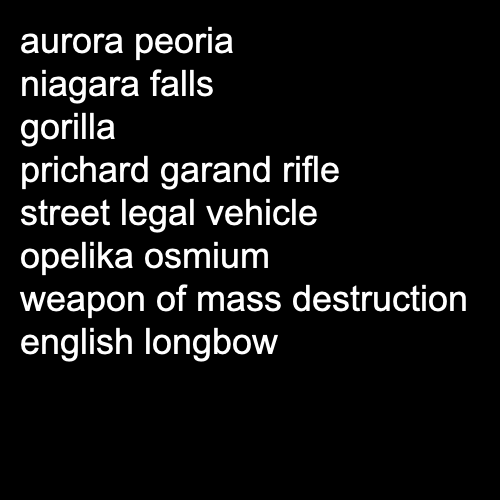 aurora peoria
niagara falls
gorilla
prichard garand rifle
street legal vehicle
opelika osmium
weapon of mass destruction
english longbow